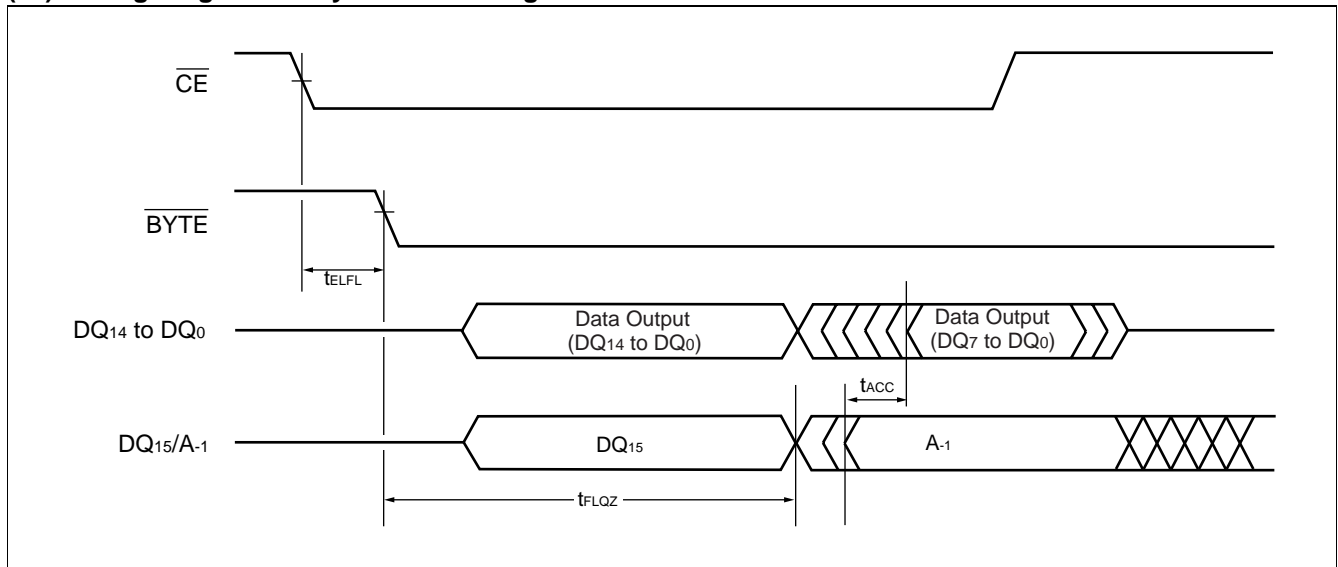 CE
BYTE
tELFL
DQ14 to DQ0
Data Output
(DQ14 to DQ0)
Data Output
(DQ7 to DQ0)
tACC
DQ15/A-1
DQ15
A-1
tFLQZ